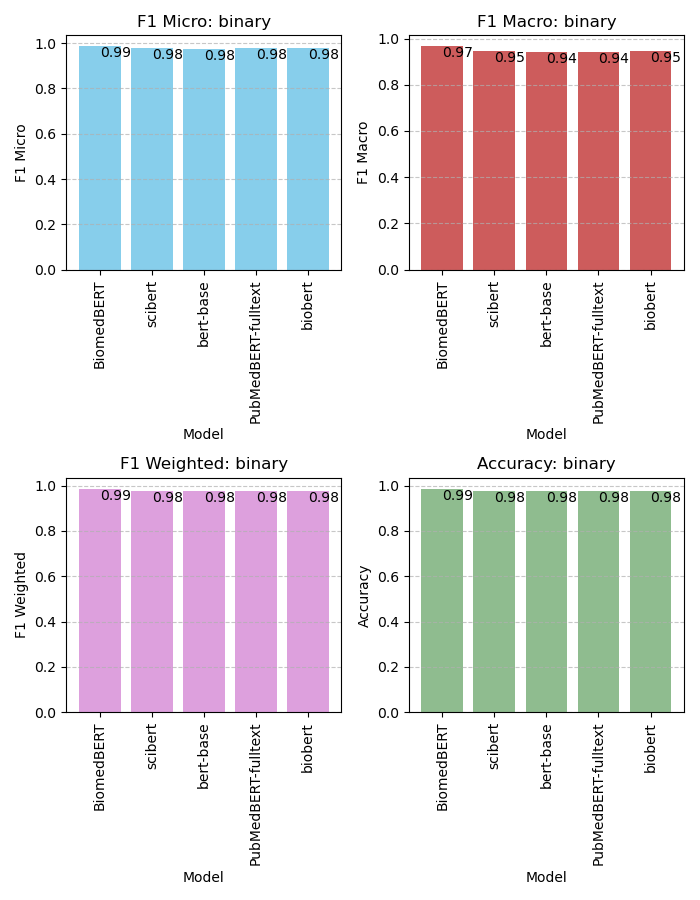 F1 Micro: binary
F1 Micro
1.0
0.8
0.6
0.4
0.2
0.0
0.99
0.98
0.98
0.98
0.98
BiomedBERT
scibert
bert-base
PubMedBERT-fulltext
biobert
Model
F1 Macro: binary
F1 Macro
1.0
0.8
0.6
0.4
0.2
0.0
0.97
0.95
0.94
0.94
0.95
BiomedBERT
scibert
bert-base
PubMedBERT-fulltext
biobert
Model
F1 Weighted: binary
F1 Weighted
1.0
0.8
0.6
0.4
0.2
0.0
0.99
0.98
0.98
0.98
0.98
BiomedBERT
scibert
bert-base
PubMedBERT-fulltext
biobert
Model
Accuracy: binary
Accuracy
1.0
0.8
0.6
0.4
0.2
0.0
0.99
0.98
0.98
0.98
0.98
BiomedBERT
scibert
bert-base
PubMedBERT-fulltext
biobert
Model